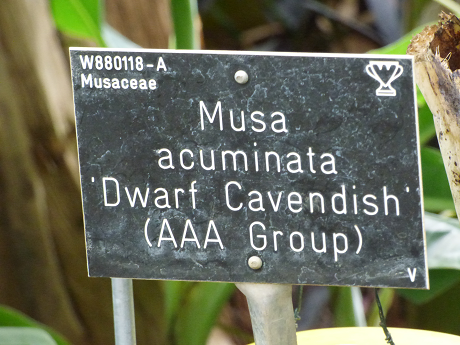 W880118-A
Musaceae
Musa
acuminata
'Dwarf Cavendish'
(AAA Group)
V